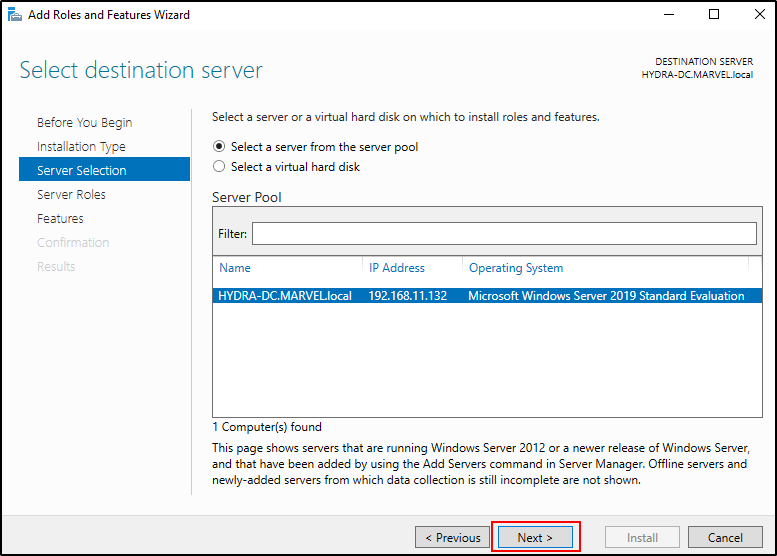 Add Roles and Features Wizard
Select destination server
DESTINATION SERVER
HYDRA-DC.MARVEL.local
Before You Begin
Installation Type
Server Selection
Server Roles
Features
Confirmation
Results
Select a server or a virtual hard disk on which to install roles and features.
Select a server from the server pool
Select a virtual hard disk
Server Pool
Filter:
Name IP Address Operating System
HYDRA-DC.MARVEL.local 192.168.11.132 Microsoft Windows Server 2019 Standard Evaluation
1 Computer(s) found
This page shows servers that are running Windows Server 2012 or a newer release of Windows Server,
and that have been added by using the Add Servers command in Server Manager. Offline servers and
newly-added servers from which data collection is still incomplete are not shown.
< Previous Next > Install Cancel